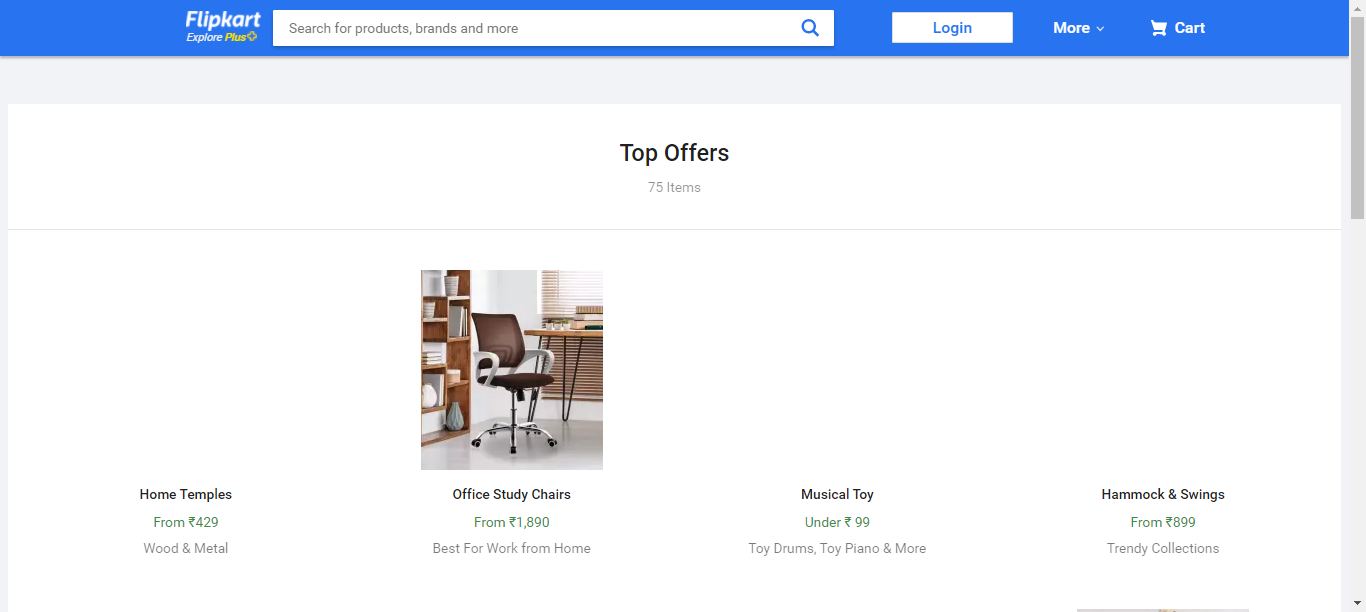 Flipkart
Explore Plus
Search for products, brands and more
Login
More
Cart
Top Offers
75 Items
Home Temples
From ₹429
Wood & Metal
Office Study Chairs
From ₹1,890
Best For Work from Home
Musical Toy
Under ₹ 99
Toy Drums, Toy Piano & More
Hammock & Swings
From ₹899
Trendy Collections